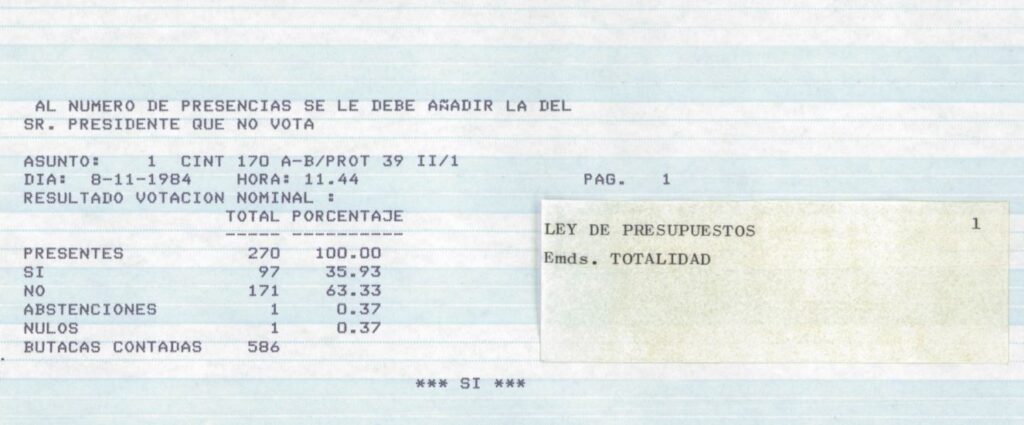 AL NUMERO DE PRESENCIAS SE LE DEBE AÑADIR LA DEL
SR. PRESIDENTE QUE NO VOTA
ASUNTO: 1 CINT 170 A-B/PROT 39 II/1
DIA: 8-11-1984 HORA: 11.44 PAG. 1
RESULTADO VOTACION NOMINAL :
TOTAL PORCENTAJE
----- ----------
PRESENTES 270 100.00
SI 97 35.93
NO 171 63.33
ABSTENCIONES 1 0.37
NULOS 1 0.37
BUTACAS CONTADAS 586
*** SI ***
LEY DE PRESUPUESTOS 1
Emds. TOTALIDAD